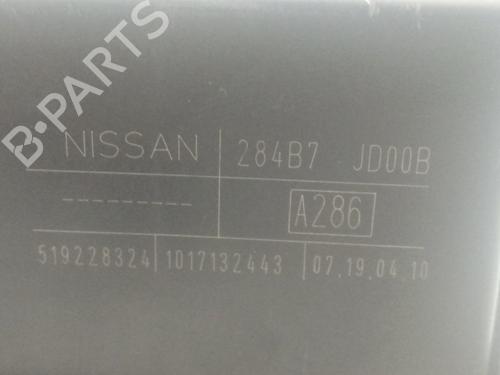 B-PARTS
NISSAN 284B7 JD00B
--------- A286
519228324 1017132443 07.19.04.10